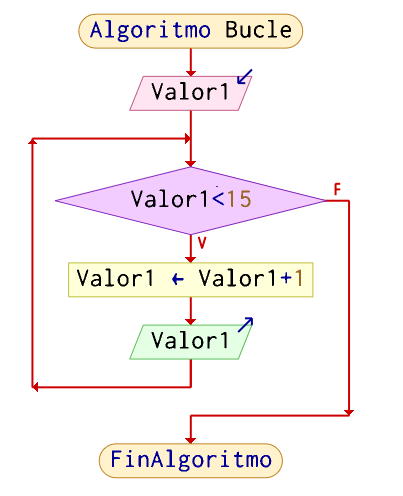 Algoritmo Bucle
Valor1
Valor1<15
F
V
Valor1 ← Valor1+1
Valor1
FinAlgoritmo